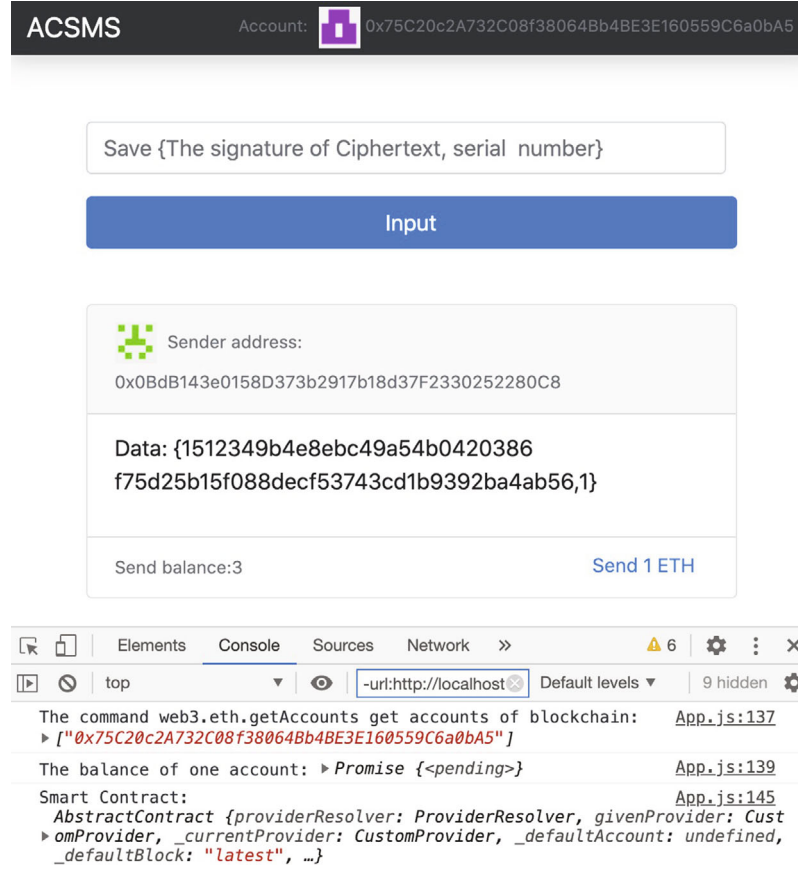 ACSMS Account: 0x75C20c2A732C08f38064Bb4BE3E160559C6a0bA5
Save {The signature of Ciphertext, serial number}
Input
Sender address:
0x0BdB143e0158D373b2917b18d37F2330252280C8
Data: {1512349b4e8ebc49a54b0420386
f75d25b15f088decf53743cd1b9392ba4ab56,1}
Send balance:3 Send 1 ETH
Elements Console Sources Network » 6
top ▼ -url:http://localhost Default levels ▼ 9 hidden
The command web3.eth.getAccounts get accounts of blockchain: App.js:137
▶ ["0x75C20c2A732C08f38064Bb4BE3E160559C6a0bA5"]
The balance of one account: ▶ Promise {<pending>} App.js:139
Smart Contract: App.js:145
AbstractContract {providerResolver: ProviderResolver, givenProvider: Cust
▶ omProvider, _currentProvider: CustomProvider, _defaultAccount: undefined,
_defaultBlock: "latest", …}